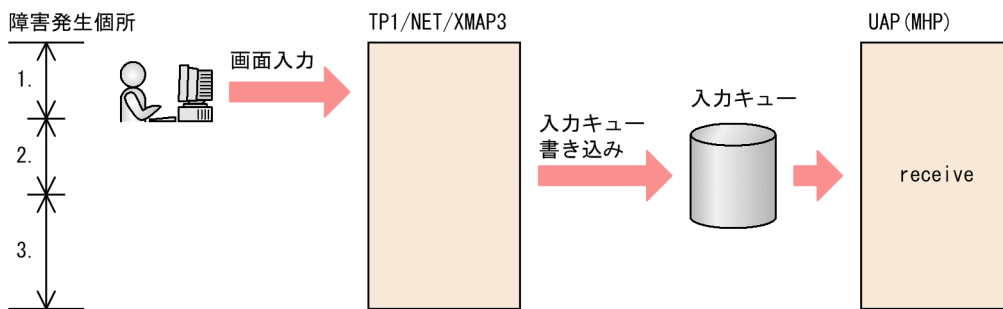 障害発生個所
TP1/NET/XMAP3
UAP(MHP)
1.
画面入力
入力キュー
入力キュー
書き込み
2.
receive
3.